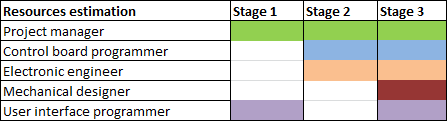 Resources estimation Stage 1 Stage 2 Stage 3
Project manager
Control board programmer
Electronic engineer
Mechanical designer
User interface programmer